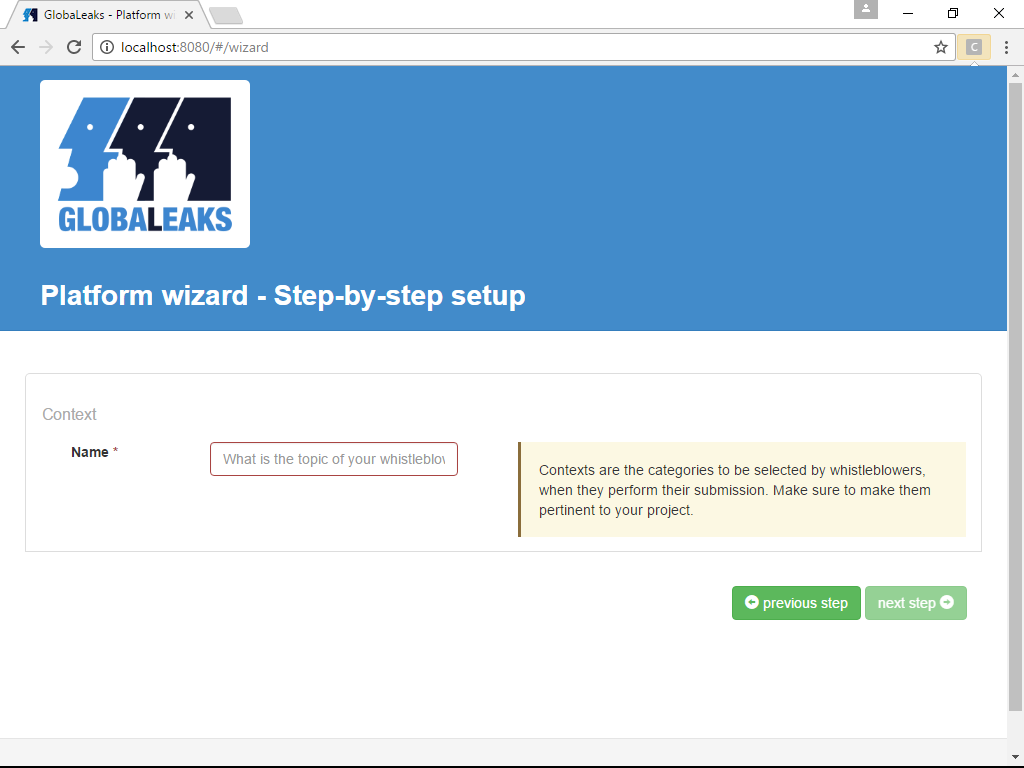 GlobaLeaks - Platform wi
localhost:8080/#/wizard
C
GLOBALEAKS
Platform wizard - Step-by-step setup
Context
Name *
What is the topic of your whistleblov
Contexts are the categories to be selected by whistleblowers,
when they perform their submission. Make sure to make them
pertinent to your project.
previous step
next step